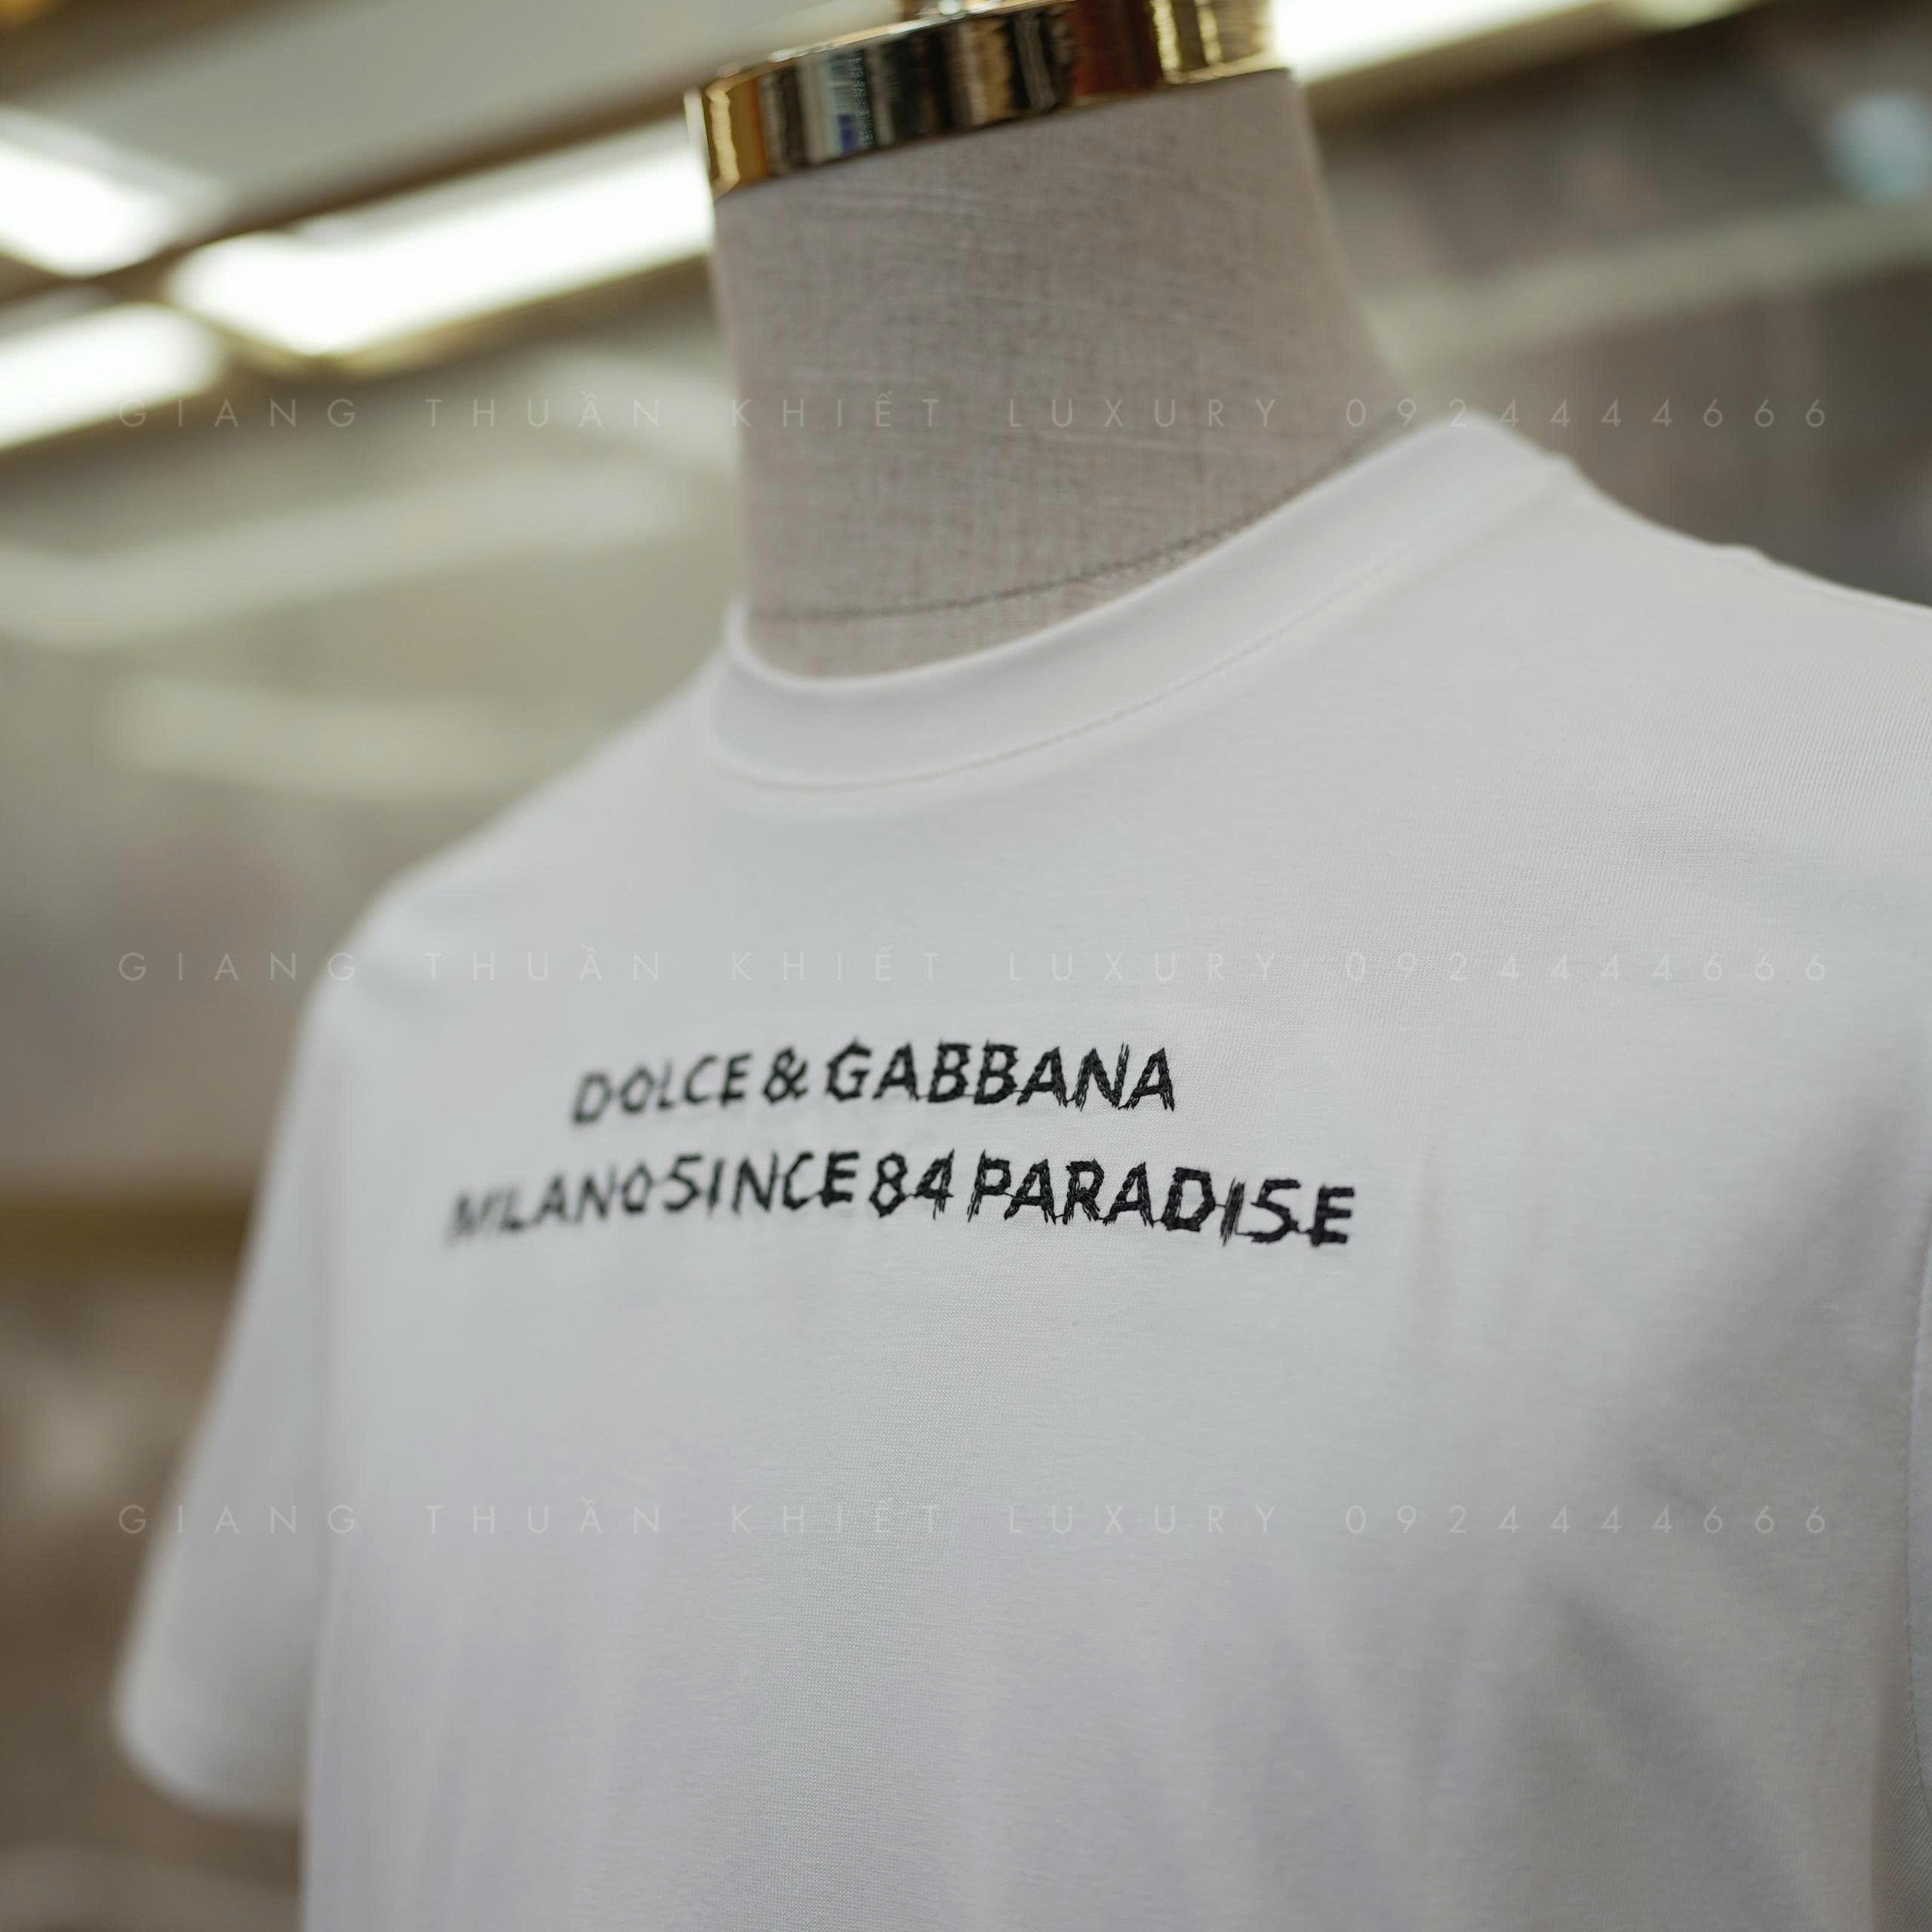 GIANG THUẦN KHIẾT LUXURY 0924444666
GIANG THUẦN KHIẾT LUXURY 0924444666
DOLCE & GABBANA
MILANO SINCE 84 PARADISE
GIANG THUẦN KHIẾT LUXURY 0924444666